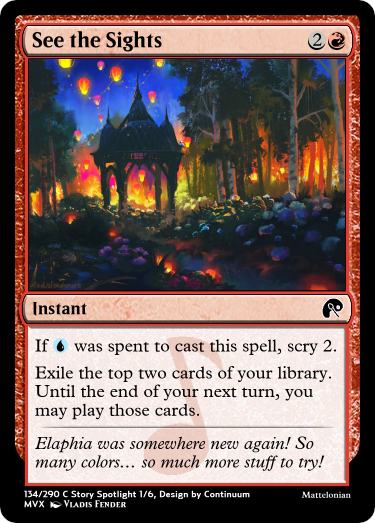 See the Sights 2
Instant
If was spent to cast this spell, scry 2.
Exile the top two cards of your library.
Until the end of your next turn, you
may play those cards.
Elaphia was somewhere new again! So
many colors… so much more stuff to try!
134/290 C Story Spotlight 1/6, Design by Continuum
MVX Vladis Fender
Mattelonian